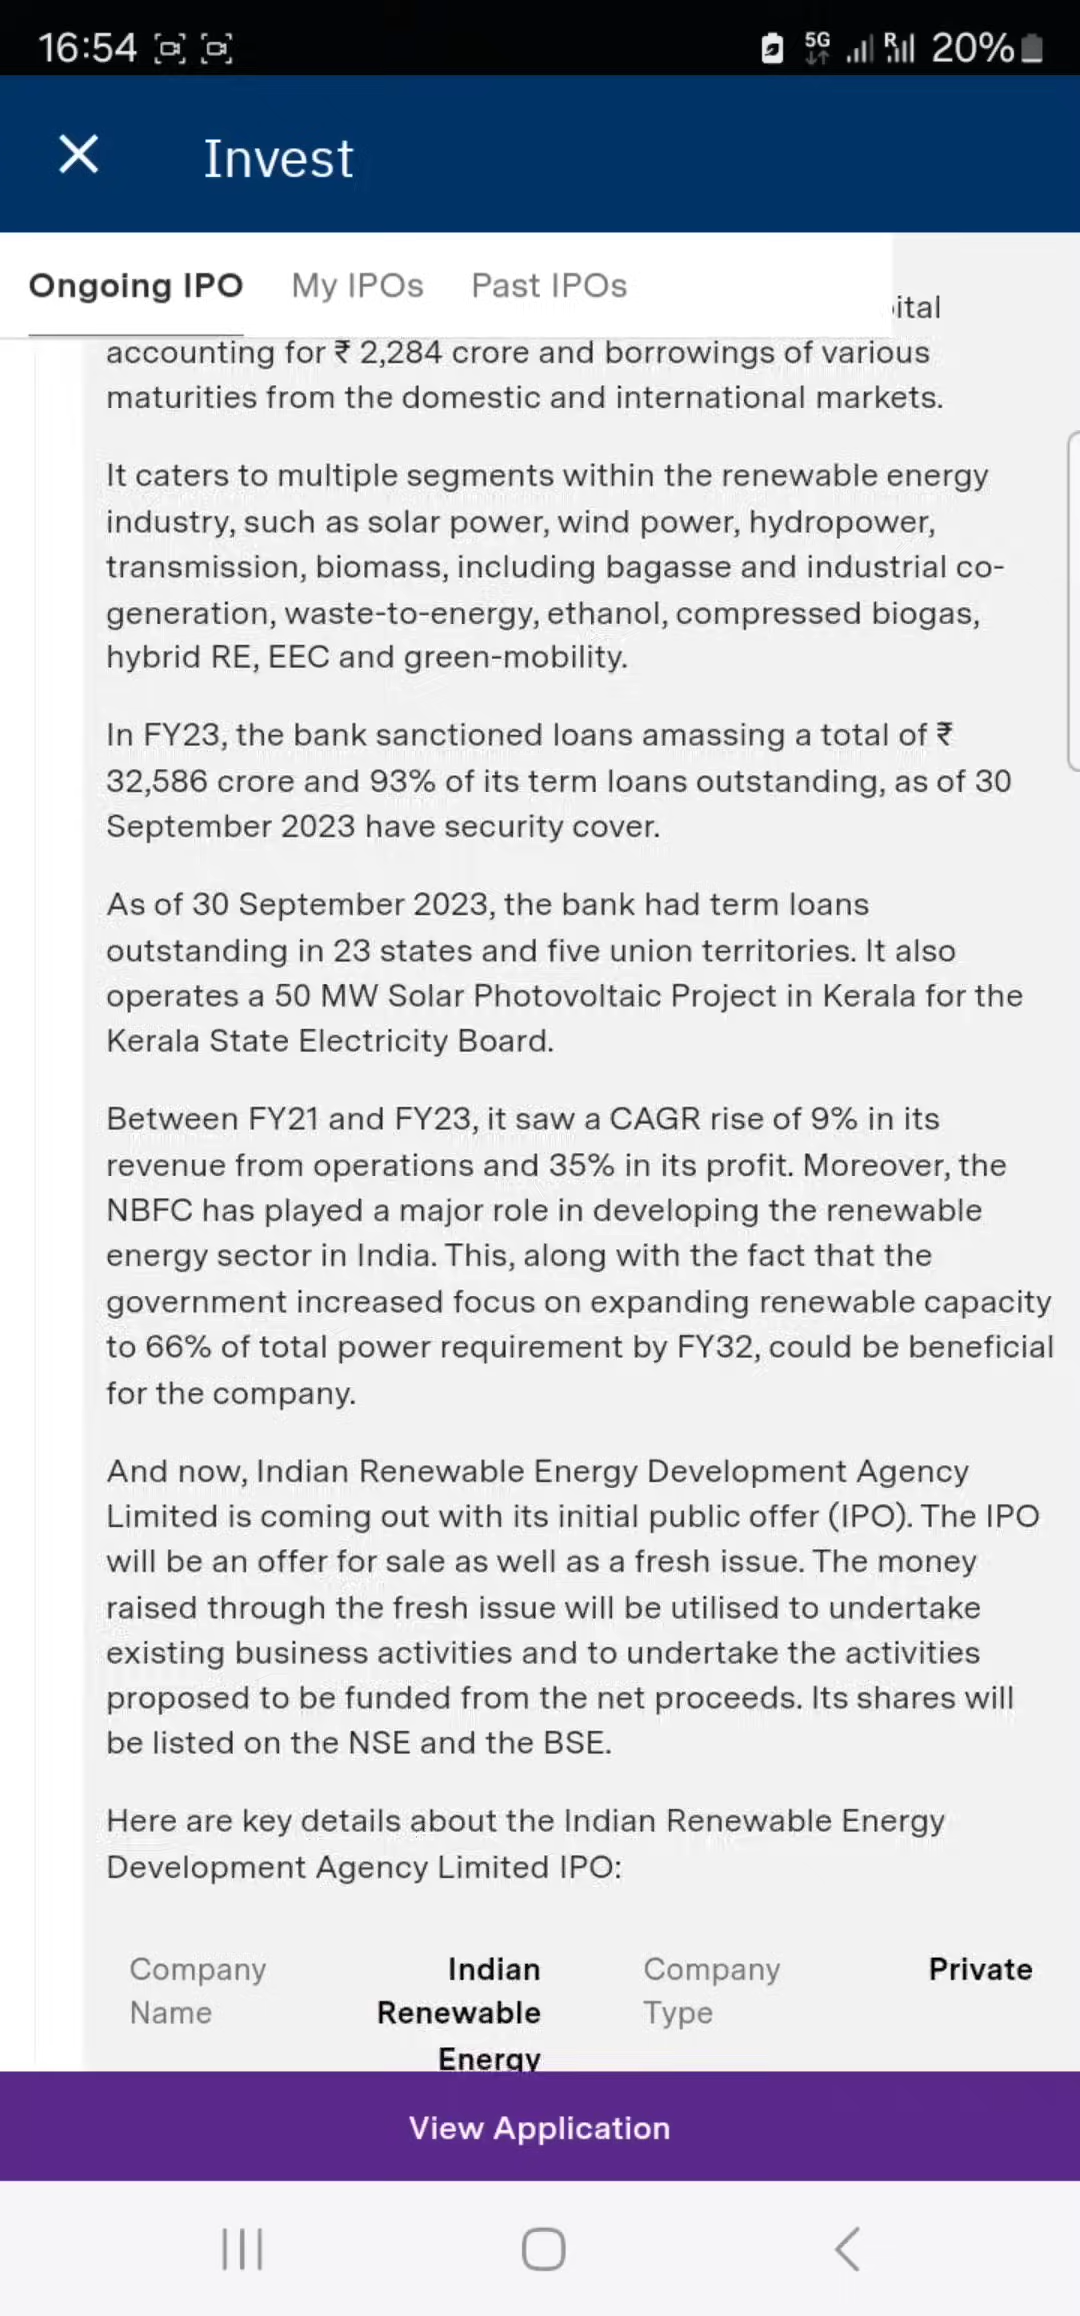 16:54 5G R 20%
Invest
Ongoing IPO My IPOs Past IPOs
accounting for ₹ 2,284 crore and borrowings of various
maturities from the domestic and international markets.
It caters to multiple segments within the renewable energy
industry, such as solar power, wind power, hydropower,
transmission, biomass, including bagasse and industrial co-
generation, waste-to-energy, ethanol, compressed biogas,
hybrid RE, EEC and green-mobility.
In FY23, the bank sanctioned loans amassing a total of ₹
32,586 crore and 93% of its term loans outstanding, as of 30
September 2023 have security cover.
As of 30 September 2023, the bank had term loans
outstanding in 23 states and five union territories. It also
operates a 50 MW Solar Photovoltaic Project in Kerala for the
Kerala State Electricity Board.
Between FY21 and FY23, it saw a CAGR rise of 9% in its
revenue from operations and 35% in its profit. Moreover, the
NBFC has played a major role in developing the renewable
energy sector in India. This, along with the fact that the
government increased focus on expanding renewable capacity
to 66% of total power requirement by FY32, could be beneficial
for the company.
And now, Indian Renewable Energy Development Agency
Limited is coming out with its initial public offer (IPO). The IPO
will be an offer for sale as well as a fresh issue. The money
raised through the fresh issue will be utilised to undertake
existing business activities and to undertake the activities
proposed to be funded from the net proceeds. Its shares will
be listed on the NSE and the BSE.
Here are key details about the Indian Renewable Energy
Development Agency Limited IPO:
Company Indian Company Private
Name Renewable Type
Energy
View Application